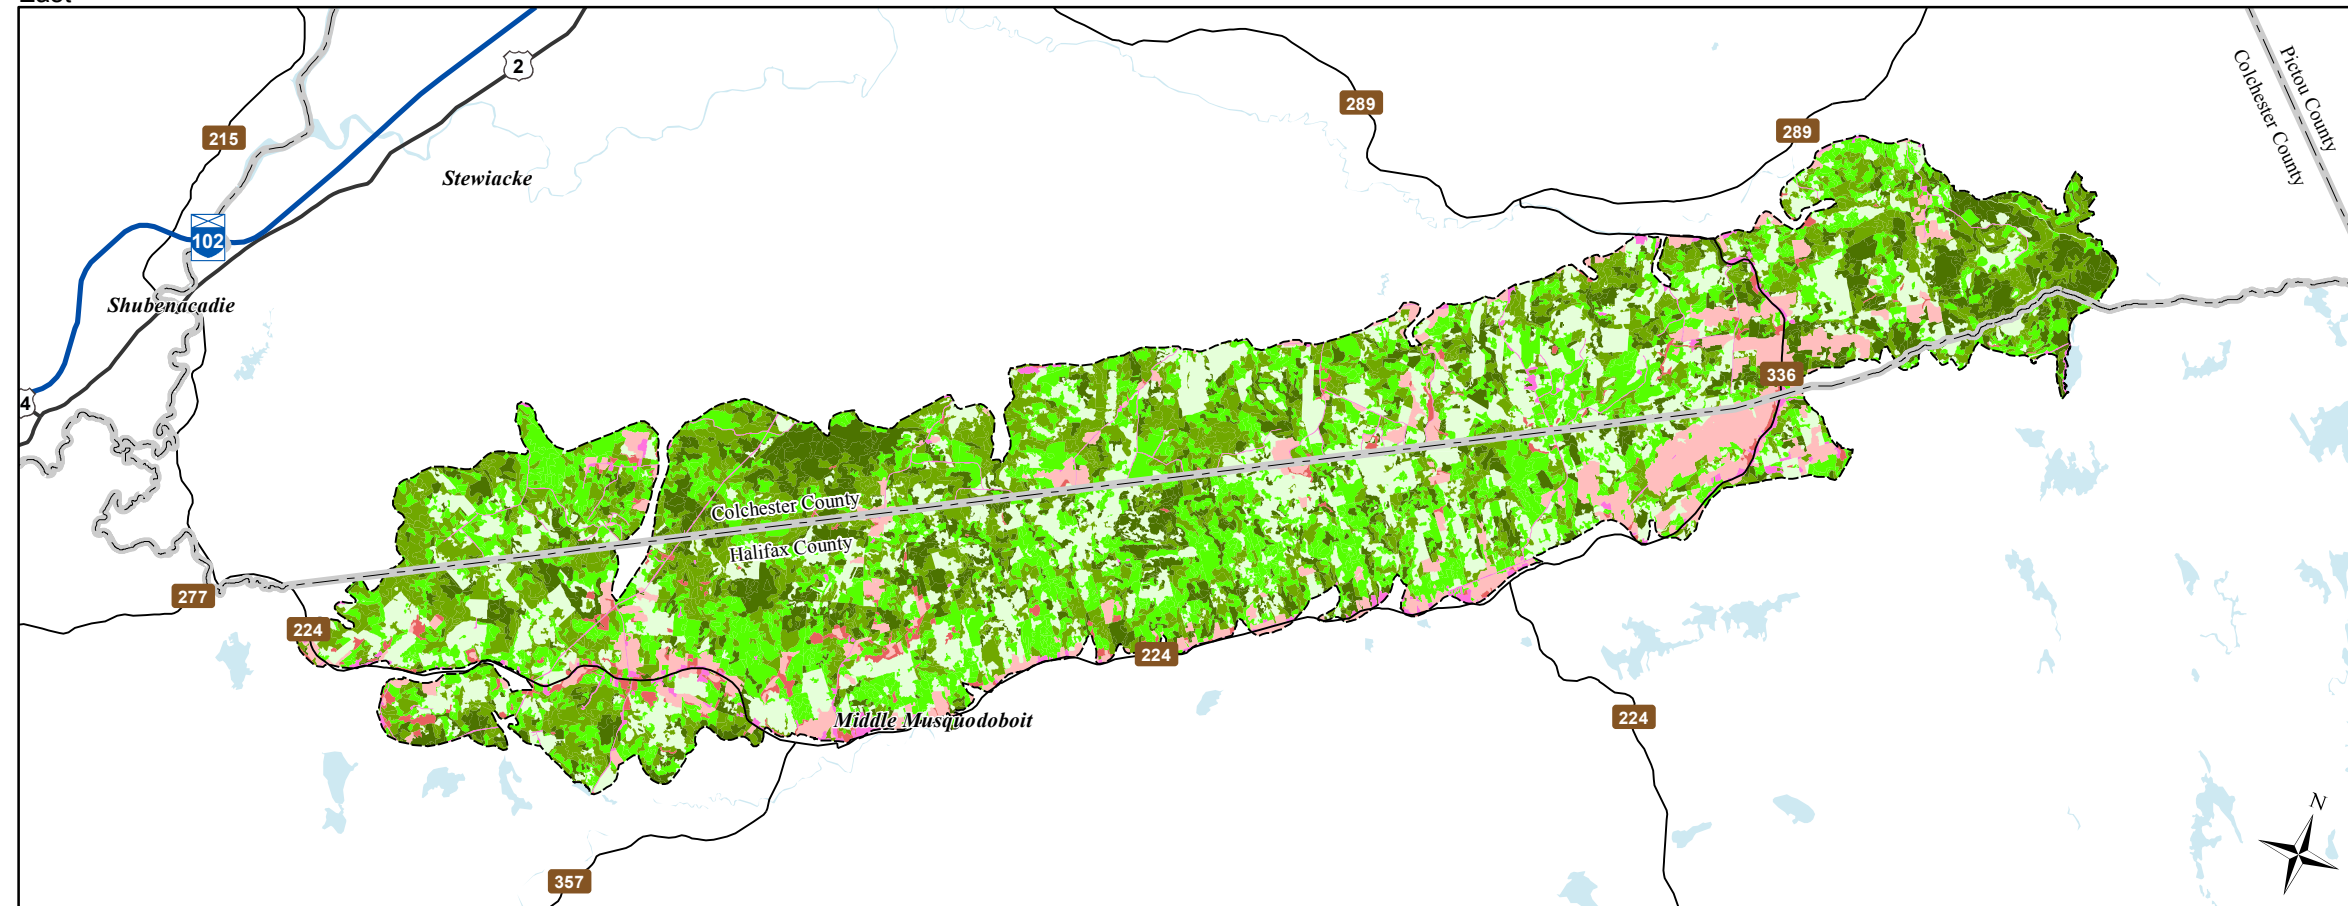 2
Pictou County
Colchester County
289
289
215
Stewiacke
102
Shubenacadie
336
4
Colchester County
Halifax County
277
224
224
224
Middle Musquodoboit
N
357